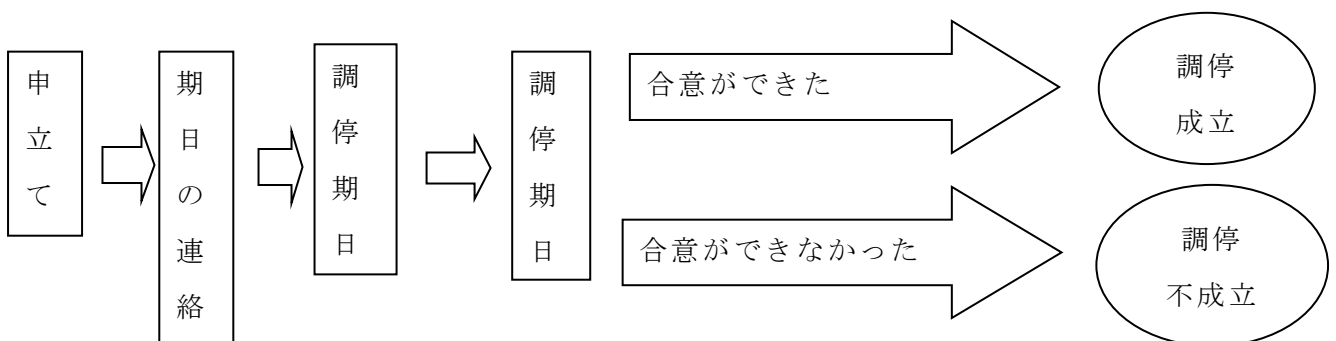 申立て
期日の連絡
調停期日
調停期日
合意ができた
調停
成立
合意ができなかった
調停
不成立